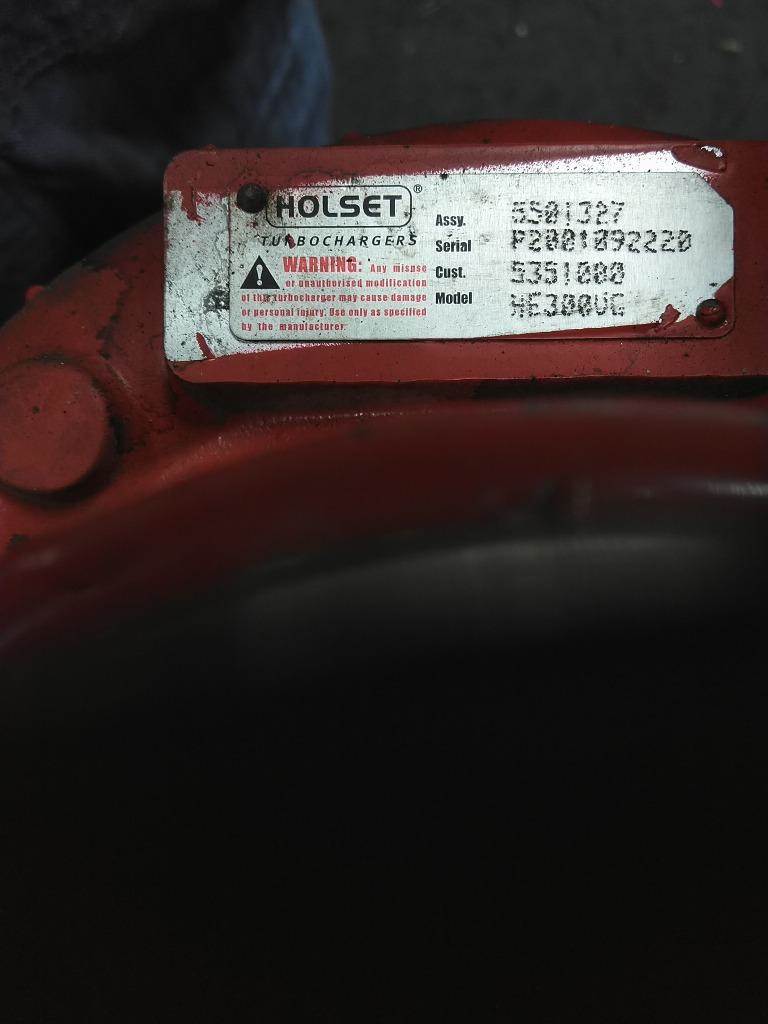 HOLSET®
TURBOCHARGERS
WARNING: Any misuse
or unauthorised modification
of this turbocharger may cause damage
or personal injury. Use only as specified
by the manufacturer.
Assy. 5501327
Serial P2001092220
Cust. 5351080
Model HE300VG